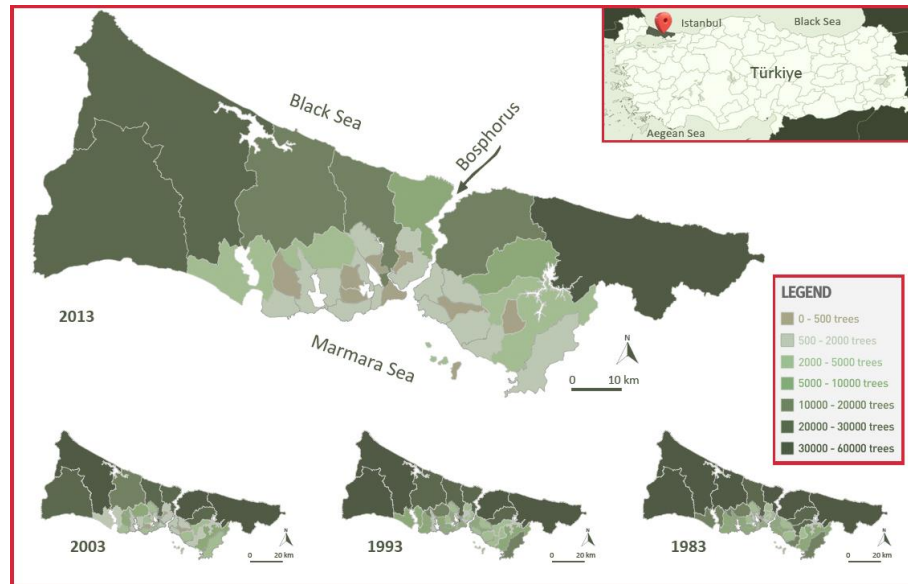 Black Sea
Istanbul
Türkiye
Aegean Sea
Black Sea
Bosphorus
2013
Marmara Sea
N
0 10 km
LEGEND
0 - 500 trees
500 - 2000 trees
2000 - 5000 trees
5000 - 10000 trees
10000 - 20000 trees
20000 - 30000 trees
30000 - 60000 trees
2003
N
0 20 km
1993
N
0 20 km
1983
N
0 20 km